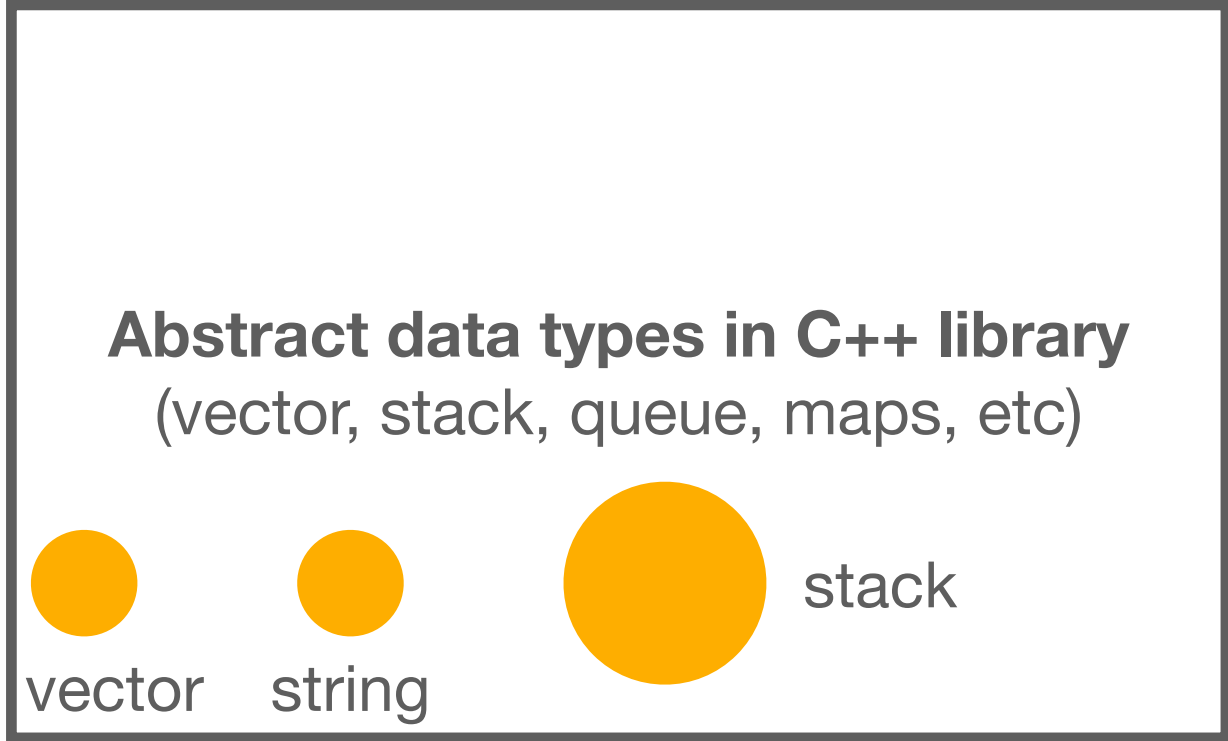 Abstract data types in C++ library
(vector, stack, queue, maps, etc)
stack
vector
string